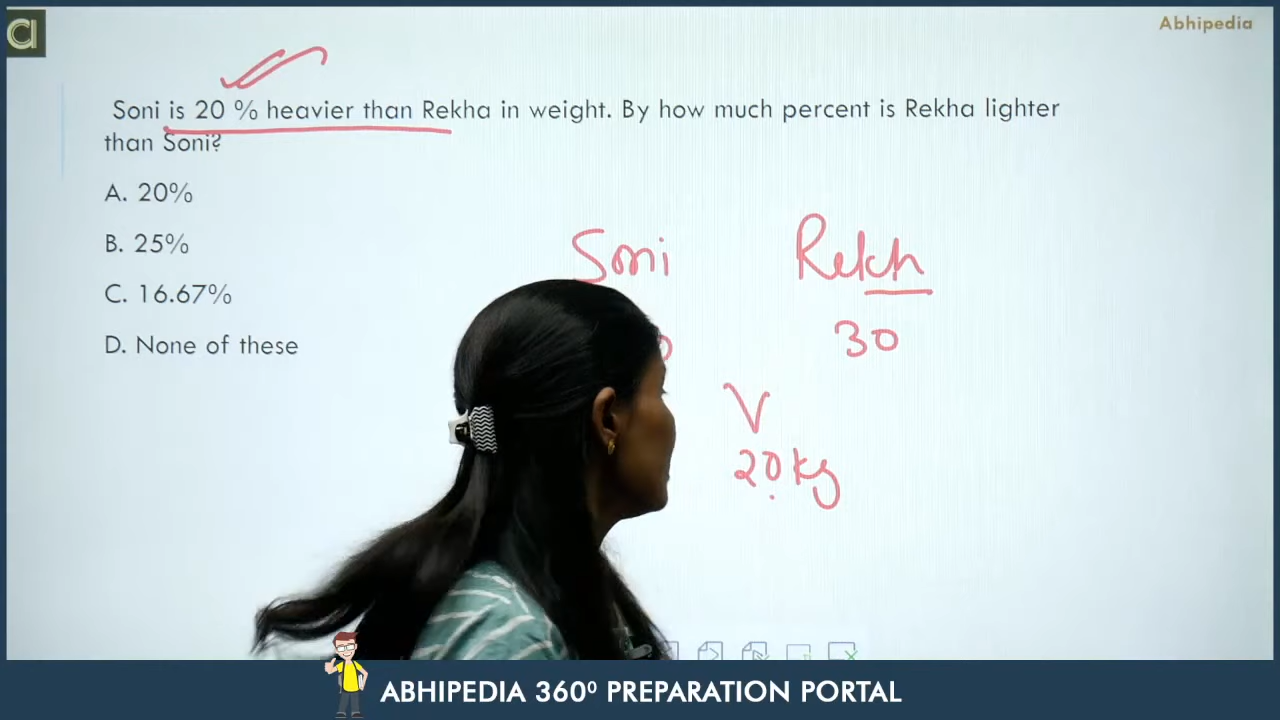 Abhipedia
Soni is 20 % heavier than Rekha in weight. By how much percent is Rekha lighter
than Soni?
A. 20%
B. 25%
C. 16.67%
D. None of these
Soni Rekh
30
V
20kg
ABHIPEDIA 360⁰ PREPARATION PORTAL